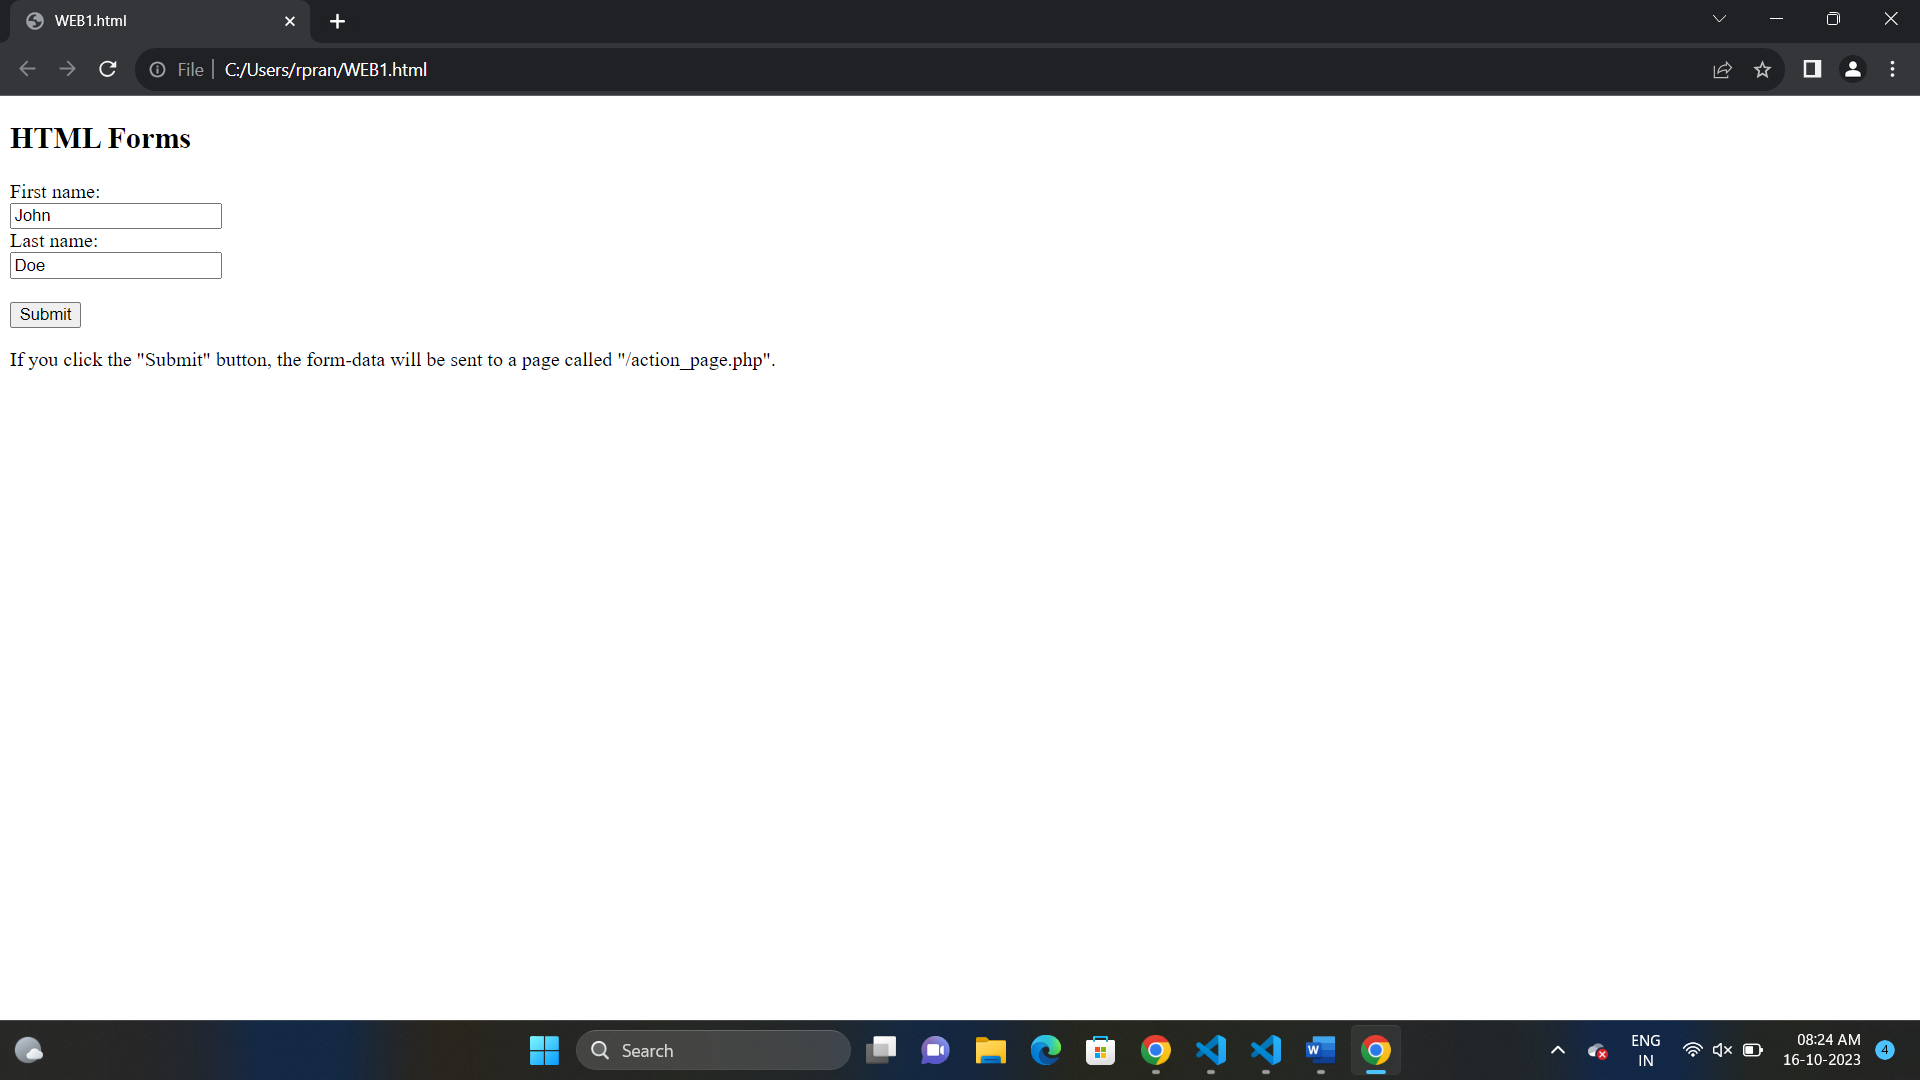 WEB1.html
File
C:/Users/rpran/WEB1.html
HTML Forms
First name:
John
Last name:
Doe
Submit
If you click the "Submit" button, the form-data will be sent to a page called "/action_page.php".
Search
W
ENG
IN
08:24 AM
16-10-2023
4